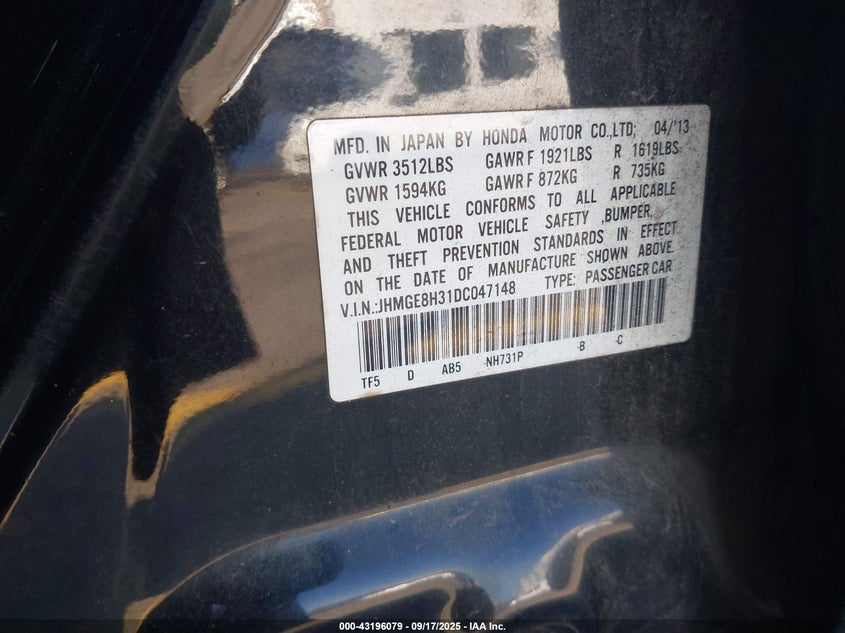 MFD. IN JAPAN BY HONDA MOTOR CO.,LTD; 04/'13
GVWR 3512LBS GAWR F 1921LBS R 1619LBS
GVWR 1594KG GAWR F 872KG R 735KG
THIS VEHICLE CONFORMS TO ALL APPLICABLE
FEDERAL MOTOR VEHICLE SAFETY ,BUMPER,
AND THEFT PREVENTION STANDARDS IN EFFECT
ON THE DATE OF MANUFACTURE SHOWN ABOVE.
V.I.N.:JHMGE8H31DC047148 TYPE: PASSENGER CAR
TF5 D AB5 -NH731P -B -C
000-43196079 - 09/17/2025 - IAA Inc.